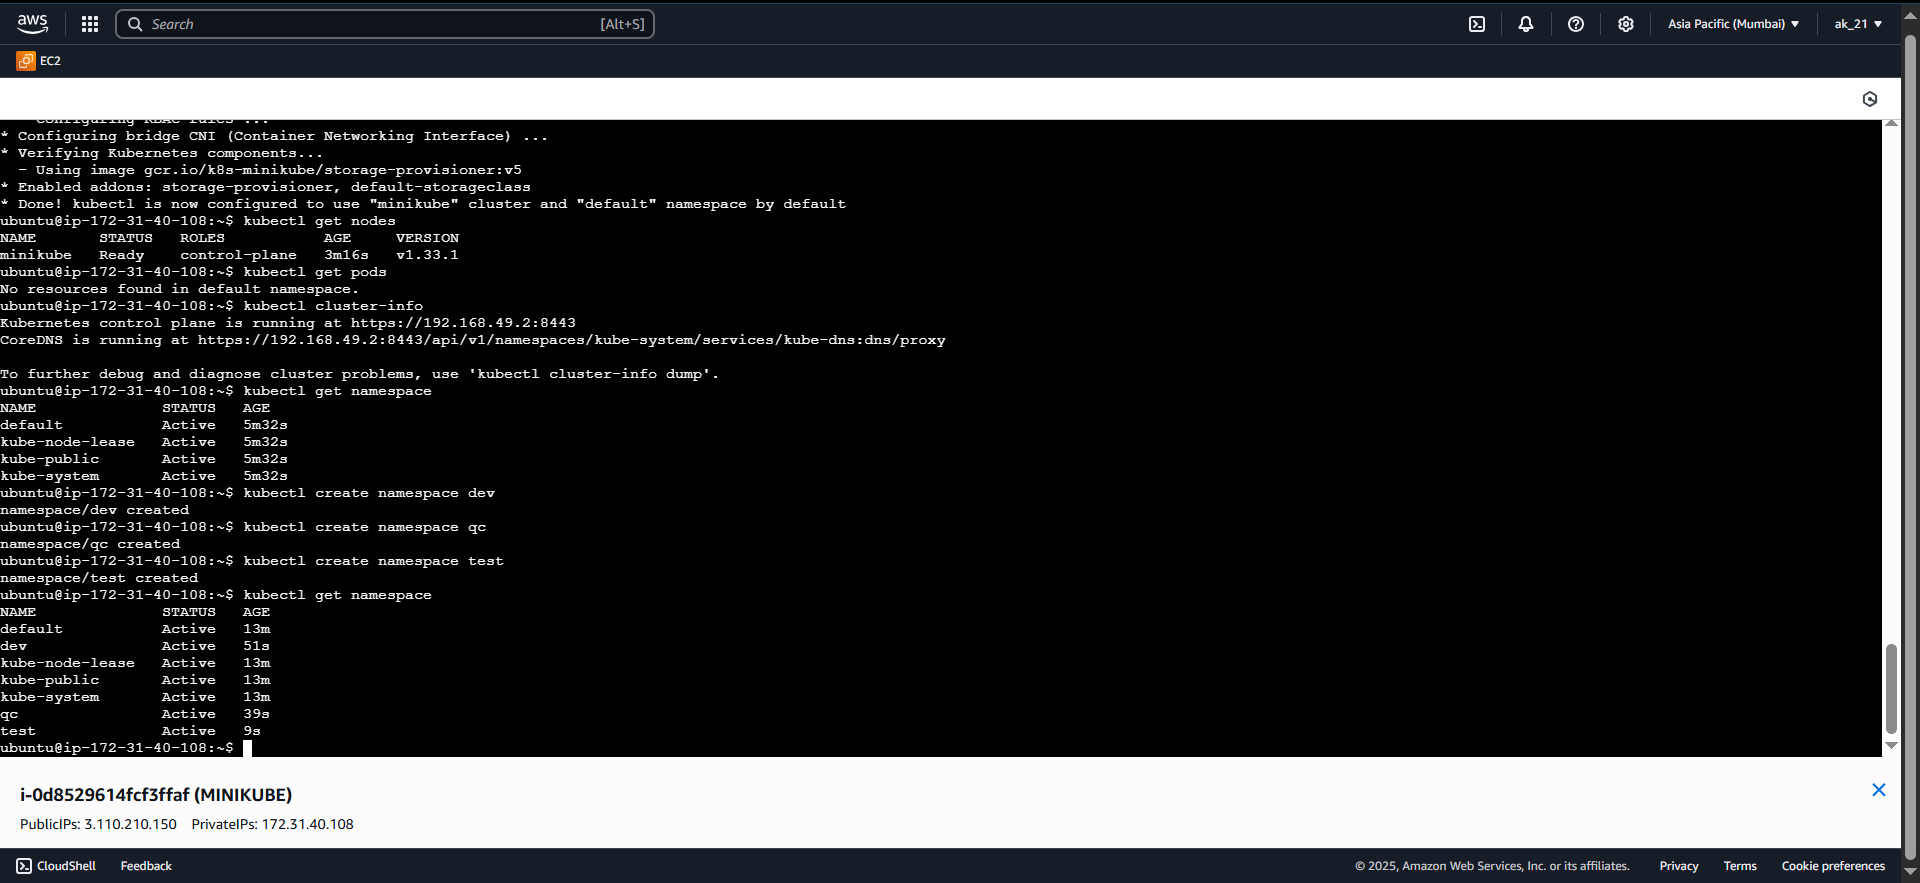 aws
Search [Alt+S]
Asia Pacific (Mumbai) ak_21
EC2
Configuring RBAC rules ...
* Configuring bridge CNI (Container Networking Interface) ...
* Verifying Kubernetes components...
  - Using image gcr.io/k8s-minikube/storage-provisioner:v5
* Enabled addons: storage-provisioner, default-storageclass
* Done! kubectl is now configured to use "minikube" cluster and "default" namespace by default
ubuntu@ip-172-31-40-108:~$ kubectl get nodes
NAME       STATUS   ROLES           AGE     VERSION
minikube   Ready    control-plane   3m16s   v1.33.1
ubuntu@ip-172-31-40-108:~$ kubectl get pods
No resources found in default namespace.
ubuntu@ip-172-31-40-108:~$ kubectl cluster-info
Kubernetes control plane is running at https://192.168.49.2:8443
CoreDNS is running at https://192.168.49.2:8443/api/v1/namespaces/kube-system/services/kube-dns:dns/proxy
To further debug and diagnose cluster problems, use 'kubectl cluster-info dump'.
ubuntu@ip-172-31-40-108:~$ kubectl get namespace
NAME              STATUS   AGE
default           Active   5m32s
kube-node-lease   Active   5m32s
kube-public       Active   5m32s
kube-system       Active   5m32s
ubuntu@ip-172-31-40-108:~$ kubectl create namespace dev
namespace/dev created
ubuntu@ip-172-31-40-108:~$ kubectl create namespace qc
namespace/qc created
ubuntu@ip-172-31-40-108:~$ kubectl create namespace test
namespace/test created
ubuntu@ip-172-31-40-108:~$ kubectl get namespace
NAME              STATUS   AGE
default           Active   13m
dev               Active   51s
kube-node-lease   Active   13m
kube-public       Active   13m
kube-system       Active   13m
qc                Active   39s
test              Active   9s
ubuntu@ip-172-31-40-108:~$
i-0d8529614fcf3ffaf (MINIKUBE)
PublicIPs: 3.110.210.150 PrivateIPs: 172.31.40.108
CloudShell Feedback © 2025, Amazon Web Services, Inc. or its affiliates. Privacy Terms Cookie preferences